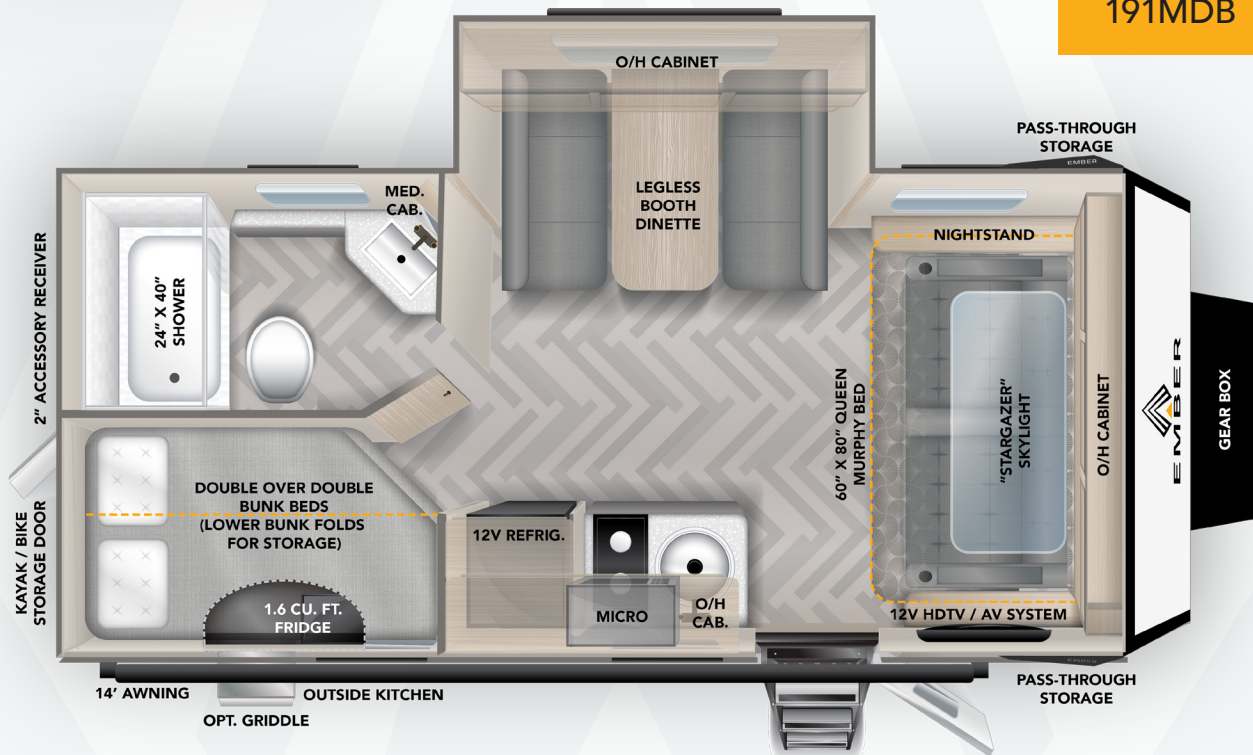 191MDB
O/H CABINET
PASS-THROUGH
STORAGE
EMBER
MED.
CAB.
LEGLESS
BOOTH
DINETTE
NIGHTSTAND
2” ACCESSORY RECEIVER
24” X 40”
SHOWER
60” X 80” QUEEN
MURPHY BED
“STARGAZER”
SKYLIGHT
O/H CABINET
EMBER
GEAR BOX
KAYAK / BIKE
STORAGE DOOR
DOUBLE OVER DOUBLE
BUNK BEDS
(LOWER BUNK FOLDS
FOR STORAGE)
12V REFRIG.
1.6 CU. FT.
FRIDGE
MICRO
O/H
CAB.
12V HDTV / AV SYSTEM
EMBER
PASS-THROUGH
STORAGE
14’ AWNING
OUTSIDE KITCHEN
OPT. GRIDDLE